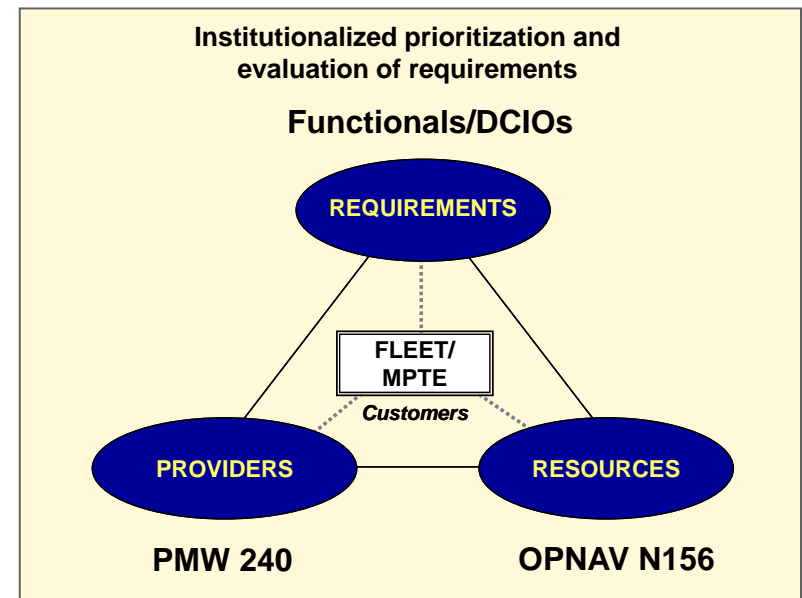 Institutionalized prioritization and
evaluation of requirements
Functionals/DCIOs
REQUIREMENTS
FLEET/
MPTE
Customers
PROVIDERS
RESOURCES
PMW 240
OPNAV N156